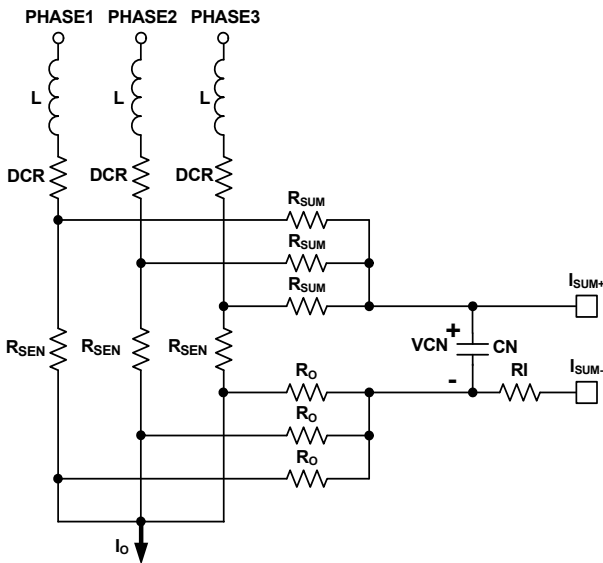 PHASE1 PHASE2 PHASE3
L L L
DCR DCR DCR
RSUM
RSUM
ISUM+
RSUM
+
RSEN RSEN RSEN VCN CN
RO - RI ISUM-
RO
RO
IO